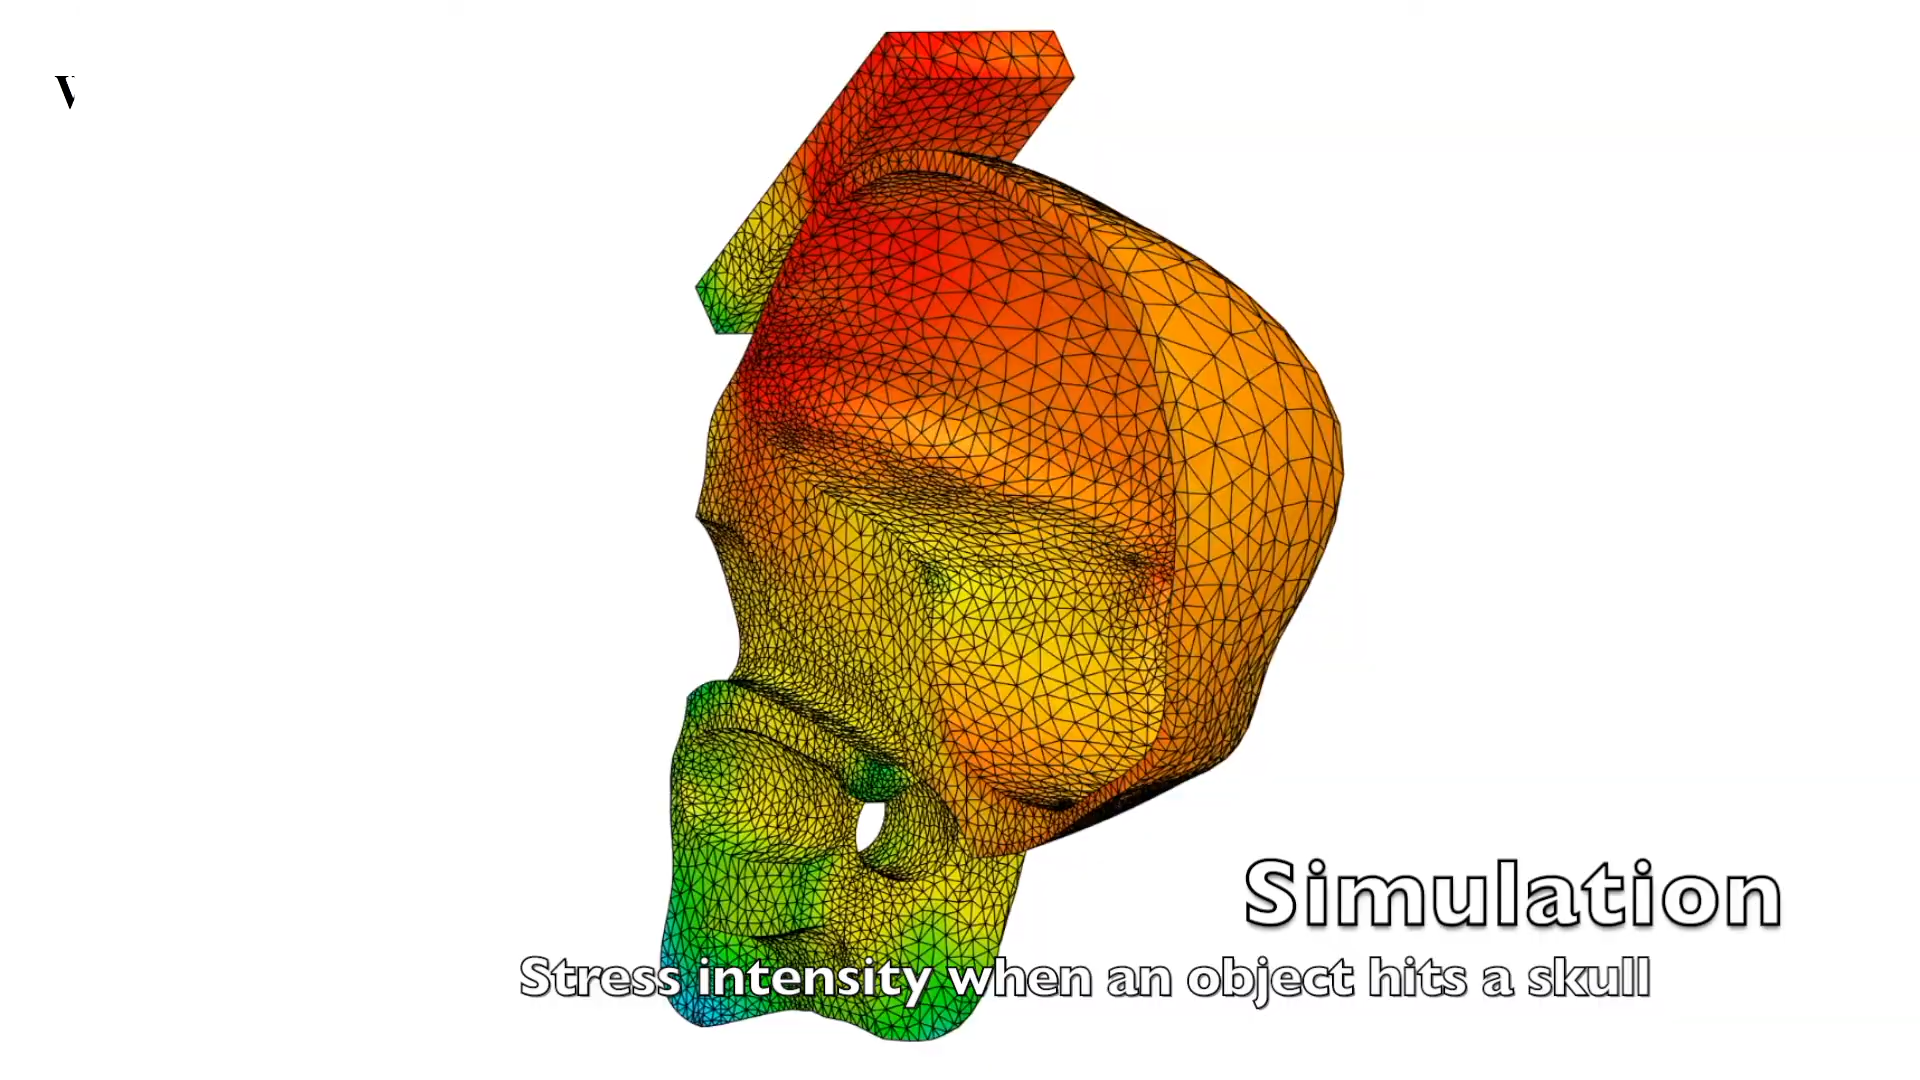 Simulation
Stress intensity when an object hits a skull